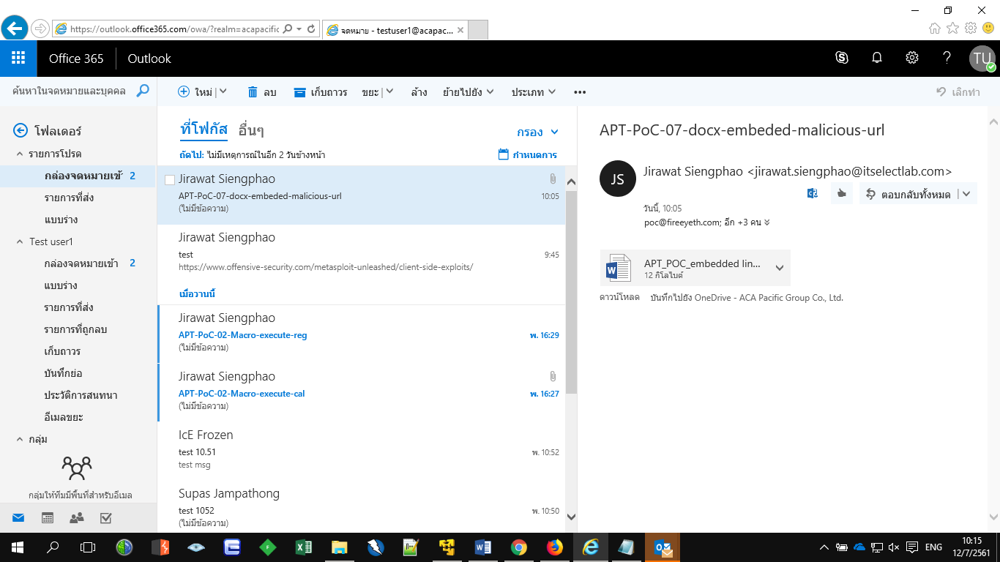 https://outlook.office365.com/owa/?realm=acapacific
จดหมาย - testuser1@acapac...
Office 365
Outlook
TU
ค้นหาในจดหมายและบุคคล
ใหม่
ลบ
เก็บถาวร
ขยะ
ล้าง
ย้ายไปยัง
ประเภท
เลิกทำ
โฟลเดอร์
รายการโปรด
กล่องจดหมายเข้า 2
รายการที่ส่ง
แบบร่าง
Test user1
กล่องจดหมายเข้า 2
แบบร่าง
รายการที่ส่ง
รายการที่ถูกลบ
เก็บถาวร
บันทึกย่อ
ประวัติการสนทนา
อีเมลขยะ
กลุ่ม
กลุ่มให้ทีมมีพื้นที่สำหรับอีเมล
ที่โฟกัส อื่นๆ
กรอง
ถัดไป: ไม่มีเหตุการณ์ในอีก 2 วันข้างหน้า
กำหนดการ
Jirawat Siengphao
APT-PoC-07-docx-embeded-malicious-url 10:05
(ไม่มีข้อความ)
Jirawat Siengphao
test 9:45
https://www.offensive-security.com/metasploit-unleashed/client-side-exploits/
เมื่อวานนี้
Jirawat Siengphao
APT-PoC-02-Macro-execute-reg พ. 16:29
(ไม่มีข้อความ)
Jirawat Siengphao
APT-PoC-02-Macro-execute-cal พ. 16:27
(ไม่มีข้อความ)
IcE Frozen
test 10.51 พ. 10:52
test msg
Supas Jampathong
test 1052 พ. 10:50
(ไม่มีข้อความ)
APT-PoC-07-docx-embeded-malicious-url
JS
Jirawat Siengphao <jirawat.siengphao@itselectlab.com>
ตอบกลับทั้งหมด
วันนี้, 10:05
poc@fireeyeth.com; อีก +3 คน
APT_POC_embedded lin...
12 กิโลไบต์
ดาวน์โหลด บันทึกไปยัง OneDrive - ACA Pacific Group Co., Ltd.
ENG
10:15
12/7/2561